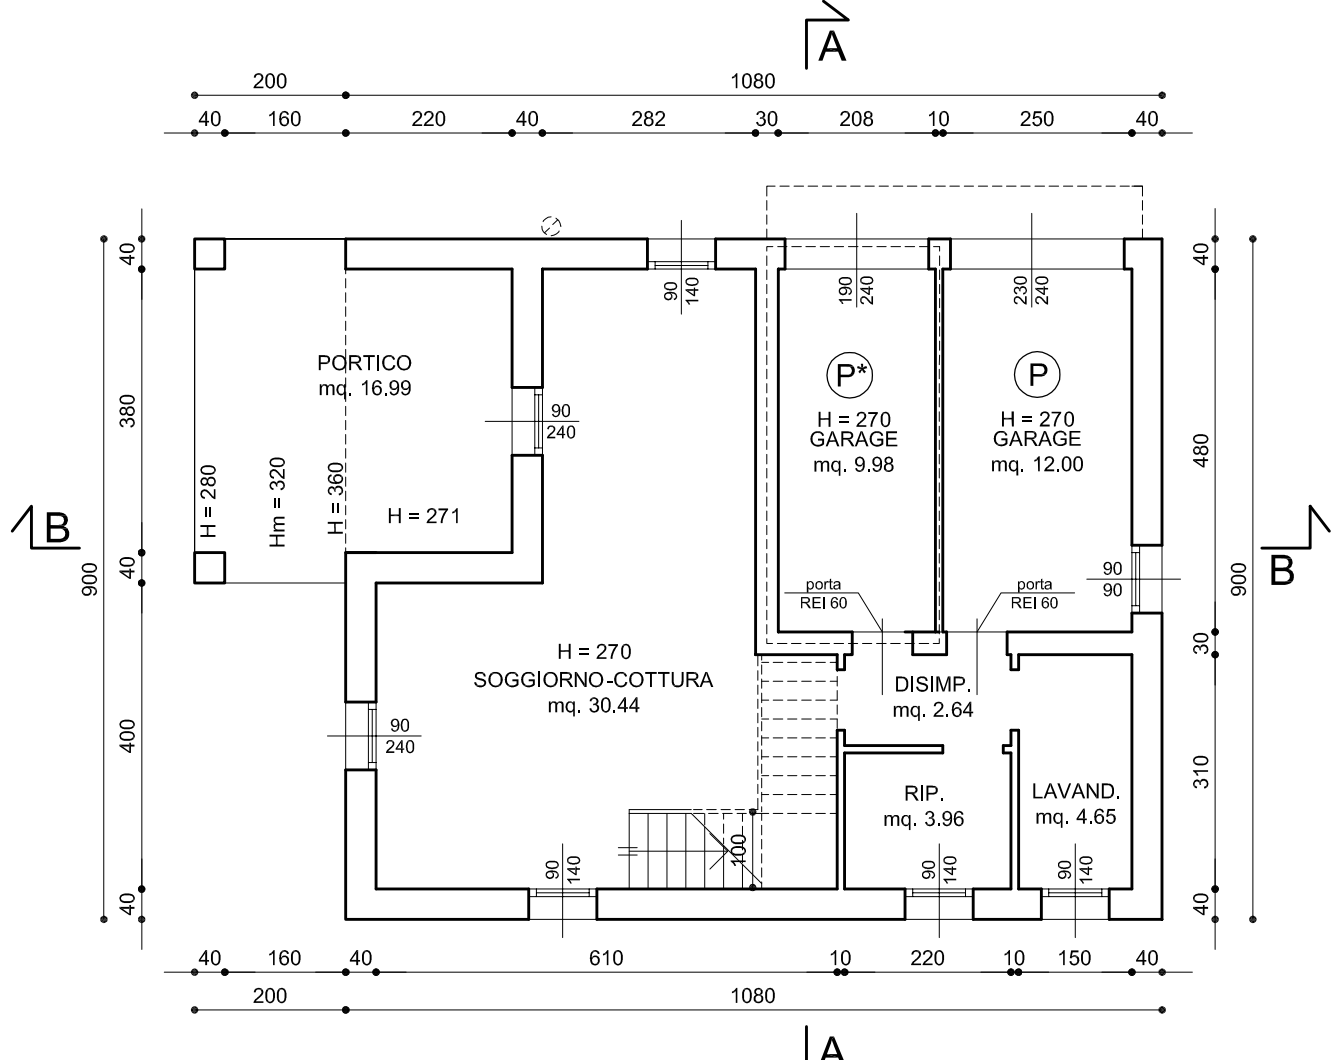 A
200 1080
40 160 220 40 282 30 208 10 250 40
40
380
40
400
40
900
40
480
30
310
40
900
90
140
190
240
230
240
PORTICO
mq. 16.99
90
240
P*
H = 270
GARAGE
mq. 9.98
P
H = 270
GARAGE
mq. 12.00
H = 280
Hm = 320
H = 360
H = 271
B
B
90
90
porta
REI 60
porta
REI 60
H = 270
SOGGIORNO-COTTURA
mq. 30.44
DISIMP.
mq. 2.64
90
240
RIP.
mq. 3.96
LAVAND.
mq. 4.65
100
90
140
90
140
90
140
40 160 40 610 10 220 10 150 40
200 1080
A